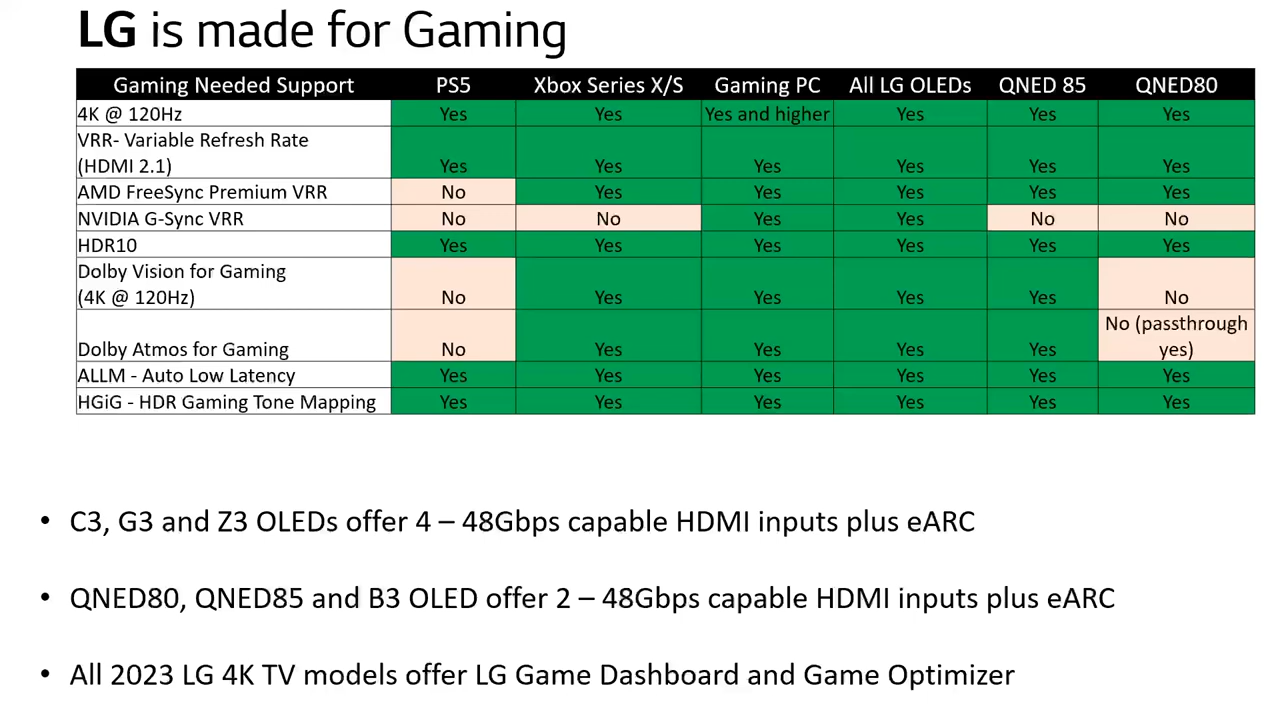 LG is made for Gaming
Gaming Needed Support PS5 Xbox Series X/S Gaming PC All LG OLEDs QNED 85 QNED80
4K @ 120Hz Yes Yes Yes and higher Yes Yes Yes
VRR- Variable Refresh Rate
(HDMI 2.1) Yes Yes Yes Yes Yes Yes
AMD FreeSync Premium VRR No Yes Yes Yes Yes Yes
NVIDIA G-Sync VRR No No Yes Yes No No
HDR10 Yes Yes Yes Yes Yes Yes
Dolby Vision for Gaming
(4K @ 120Hz) No Yes Yes Yes Yes No
No (passthrough
Dolby Atmos for Gaming No Yes Yes Yes Yes yes)
ALLM - Auto Low Latency Yes Yes Yes Yes Yes Yes
HGiG - HDR Gaming Tone Mapping Yes Yes Yes Yes Yes Yes
• C3, G3 and Z3 OLEDs offer 4 – 48Gbps capable HDMI inputs plus eARC
• QNED80, QNED85 and B3 OLED offer 2 – 48Gbps capable HDMI inputs plus eARC
• All 2023 LG 4K TV models offer LG Game Dashboard and Game Optimizer